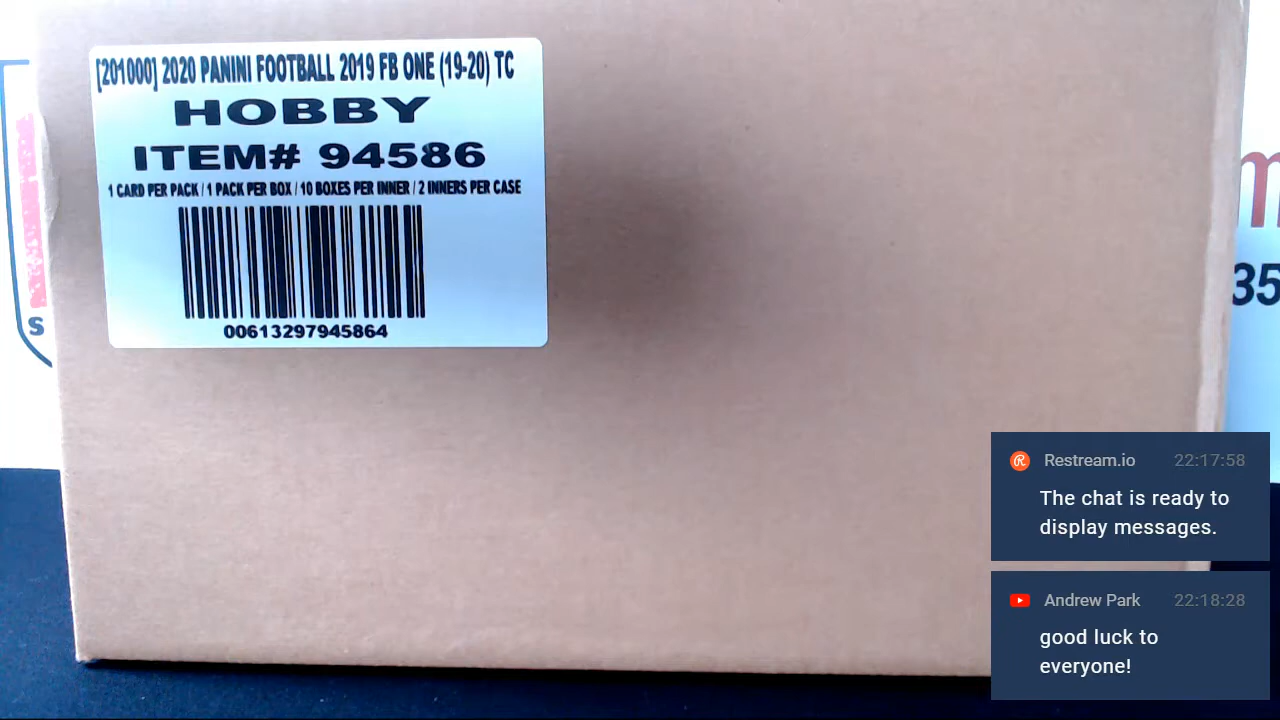 [201000] 2020 PANINI FOOTBALL 2019 FB ONE (19-20) TC
HOBBY
ITEM# 94586
1 CARD PER PACK / 1 PACK PER BOX / 10 BOXES PER INNER / 2 INNERS PER CASE
00613297945864
S
m
35
Restream.io 22:17:58
The chat is ready to
display messages.
Andrew Park 22:18:28
good luck to
everyone!